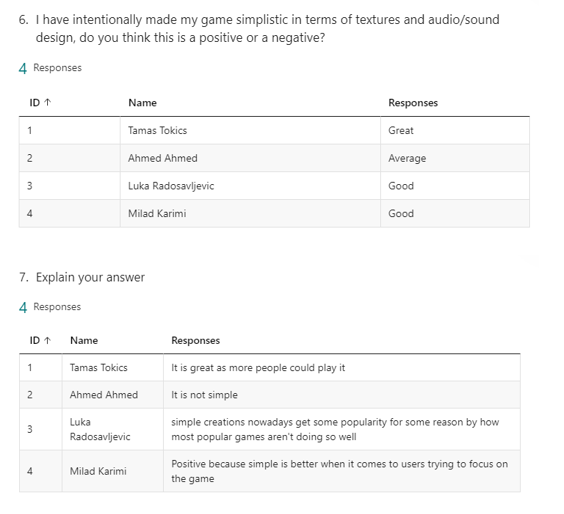 6. I have intentionally made my game simplistic in terms of textures and audio/sound
design, do you think this is a positive or a negative?
4 Responses
ID ↑ Name Responses
1 Tamas Tokics Great
2 Ahmed Ahmed Average
3 Luka Radosavljevic Good
4 Milad Karimi Good
7. Explain your answer
4 Responses
ID ↑ Name Responses
1 Tamas Tokics It is great as more people could play it
2 Ahmed Ahmed It is not simple
3 Luka Radosavljevic simple creations nowadays get some popularity for some reason by how
most popular games aren't doing so well
4 Milad Karimi Positive because simple is better when it comes to users trying to focus on
the game